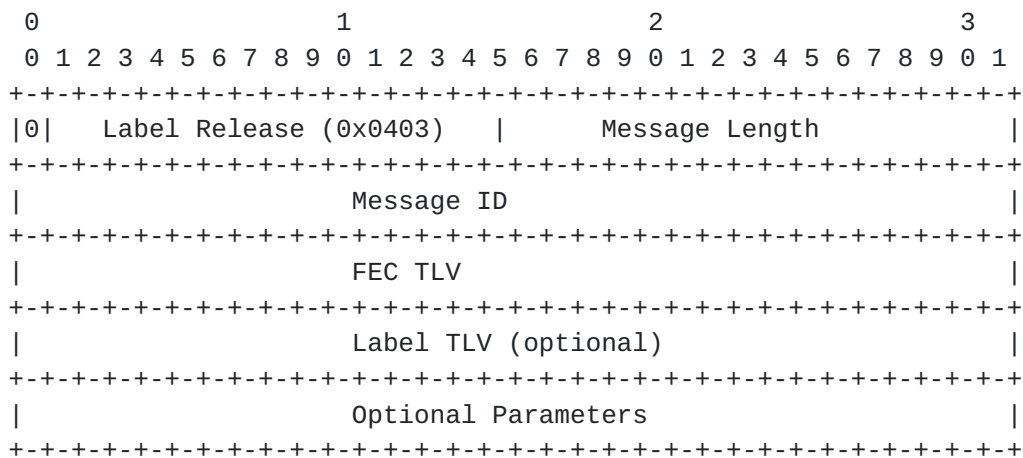 0                   1                   2                   3
 0 1 2 3 4 5 6 7 8 9 0 1 2 3 4 5 6 7 8 9 0 1 2 3 4 5 6 7 8 9 0 1
+-+-+-+-+-+-+-+-+-+-+-+-+-+-+-+-+-+-+-+-+-+-+-+-+-+-+-+-+-+-+-+-+
|0|   Label Release (0x0403)   |      Message Length            |
+-+-+-+-+-+-+-+-+-+-+-+-+-+-+-+-+-+-+-+-+-+-+-+-+-+-+-+-+-+-+-+-+
|                     Message ID                                |
+-+-+-+-+-+-+-+-+-+-+-+-+-+-+-+-+-+-+-+-+-+-+-+-+-+-+-+-+-+-+-+-+
|                     FEC TLV                                   |
+-+-+-+-+-+-+-+-+-+-+-+-+-+-+-+-+-+-+-+-+-+-+-+-+-+-+-+-+-+-+-+-+
|                     Label TLV (optional)                      |
+-+-+-+-+-+-+-+-+-+-+-+-+-+-+-+-+-+-+-+-+-+-+-+-+-+-+-+-+-+-+-+-+
|                     Optional Parameters                       |
+-+-+-+-+-+-+-+-+-+-+-+-+-+-+-+-+-+-+-+-+-+-+-+-+-+-+-+-+-+-+-+-+